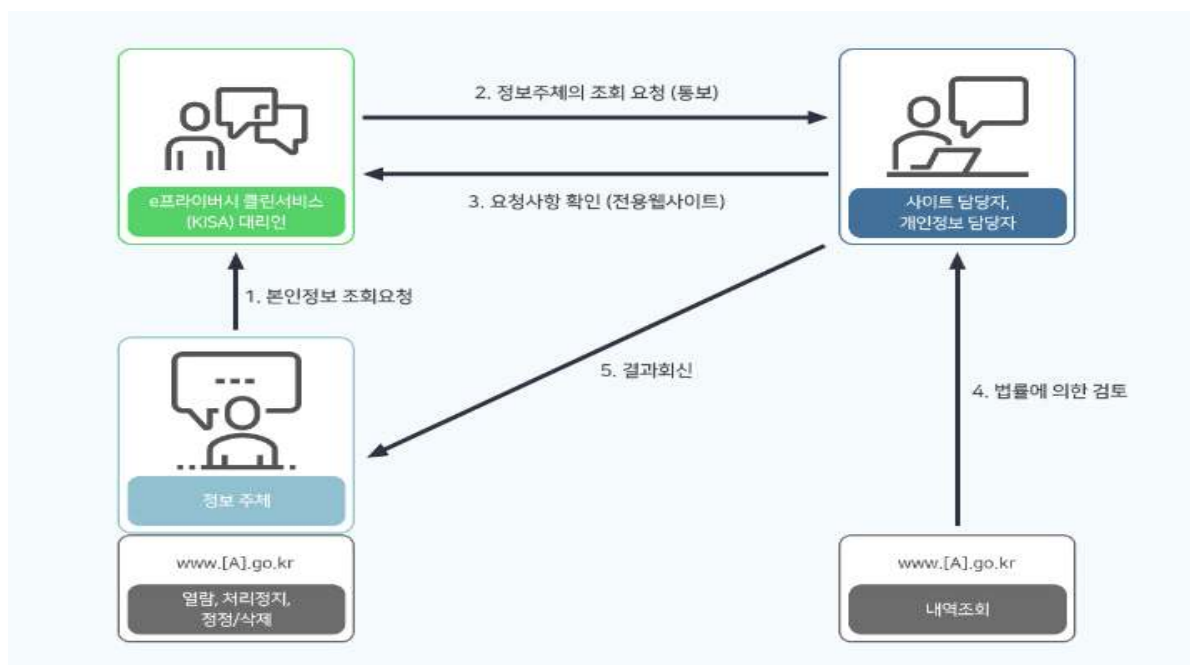 2. 정보주체의 조회 요청 (통보)
e프라이버시 클린서비스
(KISA) 대리인
3. 요청사항 확인 (전용웹사이트)
사이트 담당자,
개인정보 담당자
1. 본인정보 조회요청
5. 결과회신
4. 법률에 의한 검토
정보 주체
www.[A].go.kr
열람, 처리정지,
정정/삭제
www.[A].go.kr
내역조회